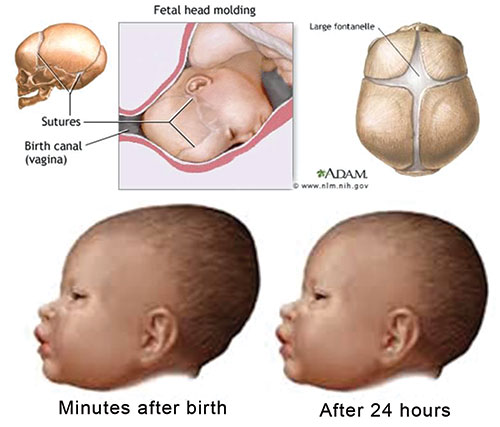 Fetal head molding
Large fontanelle
Sutures
Birth canal
(vagina)
ADAM.
© www.nlm.nih.gov
Minutes after birth
After 24 hours